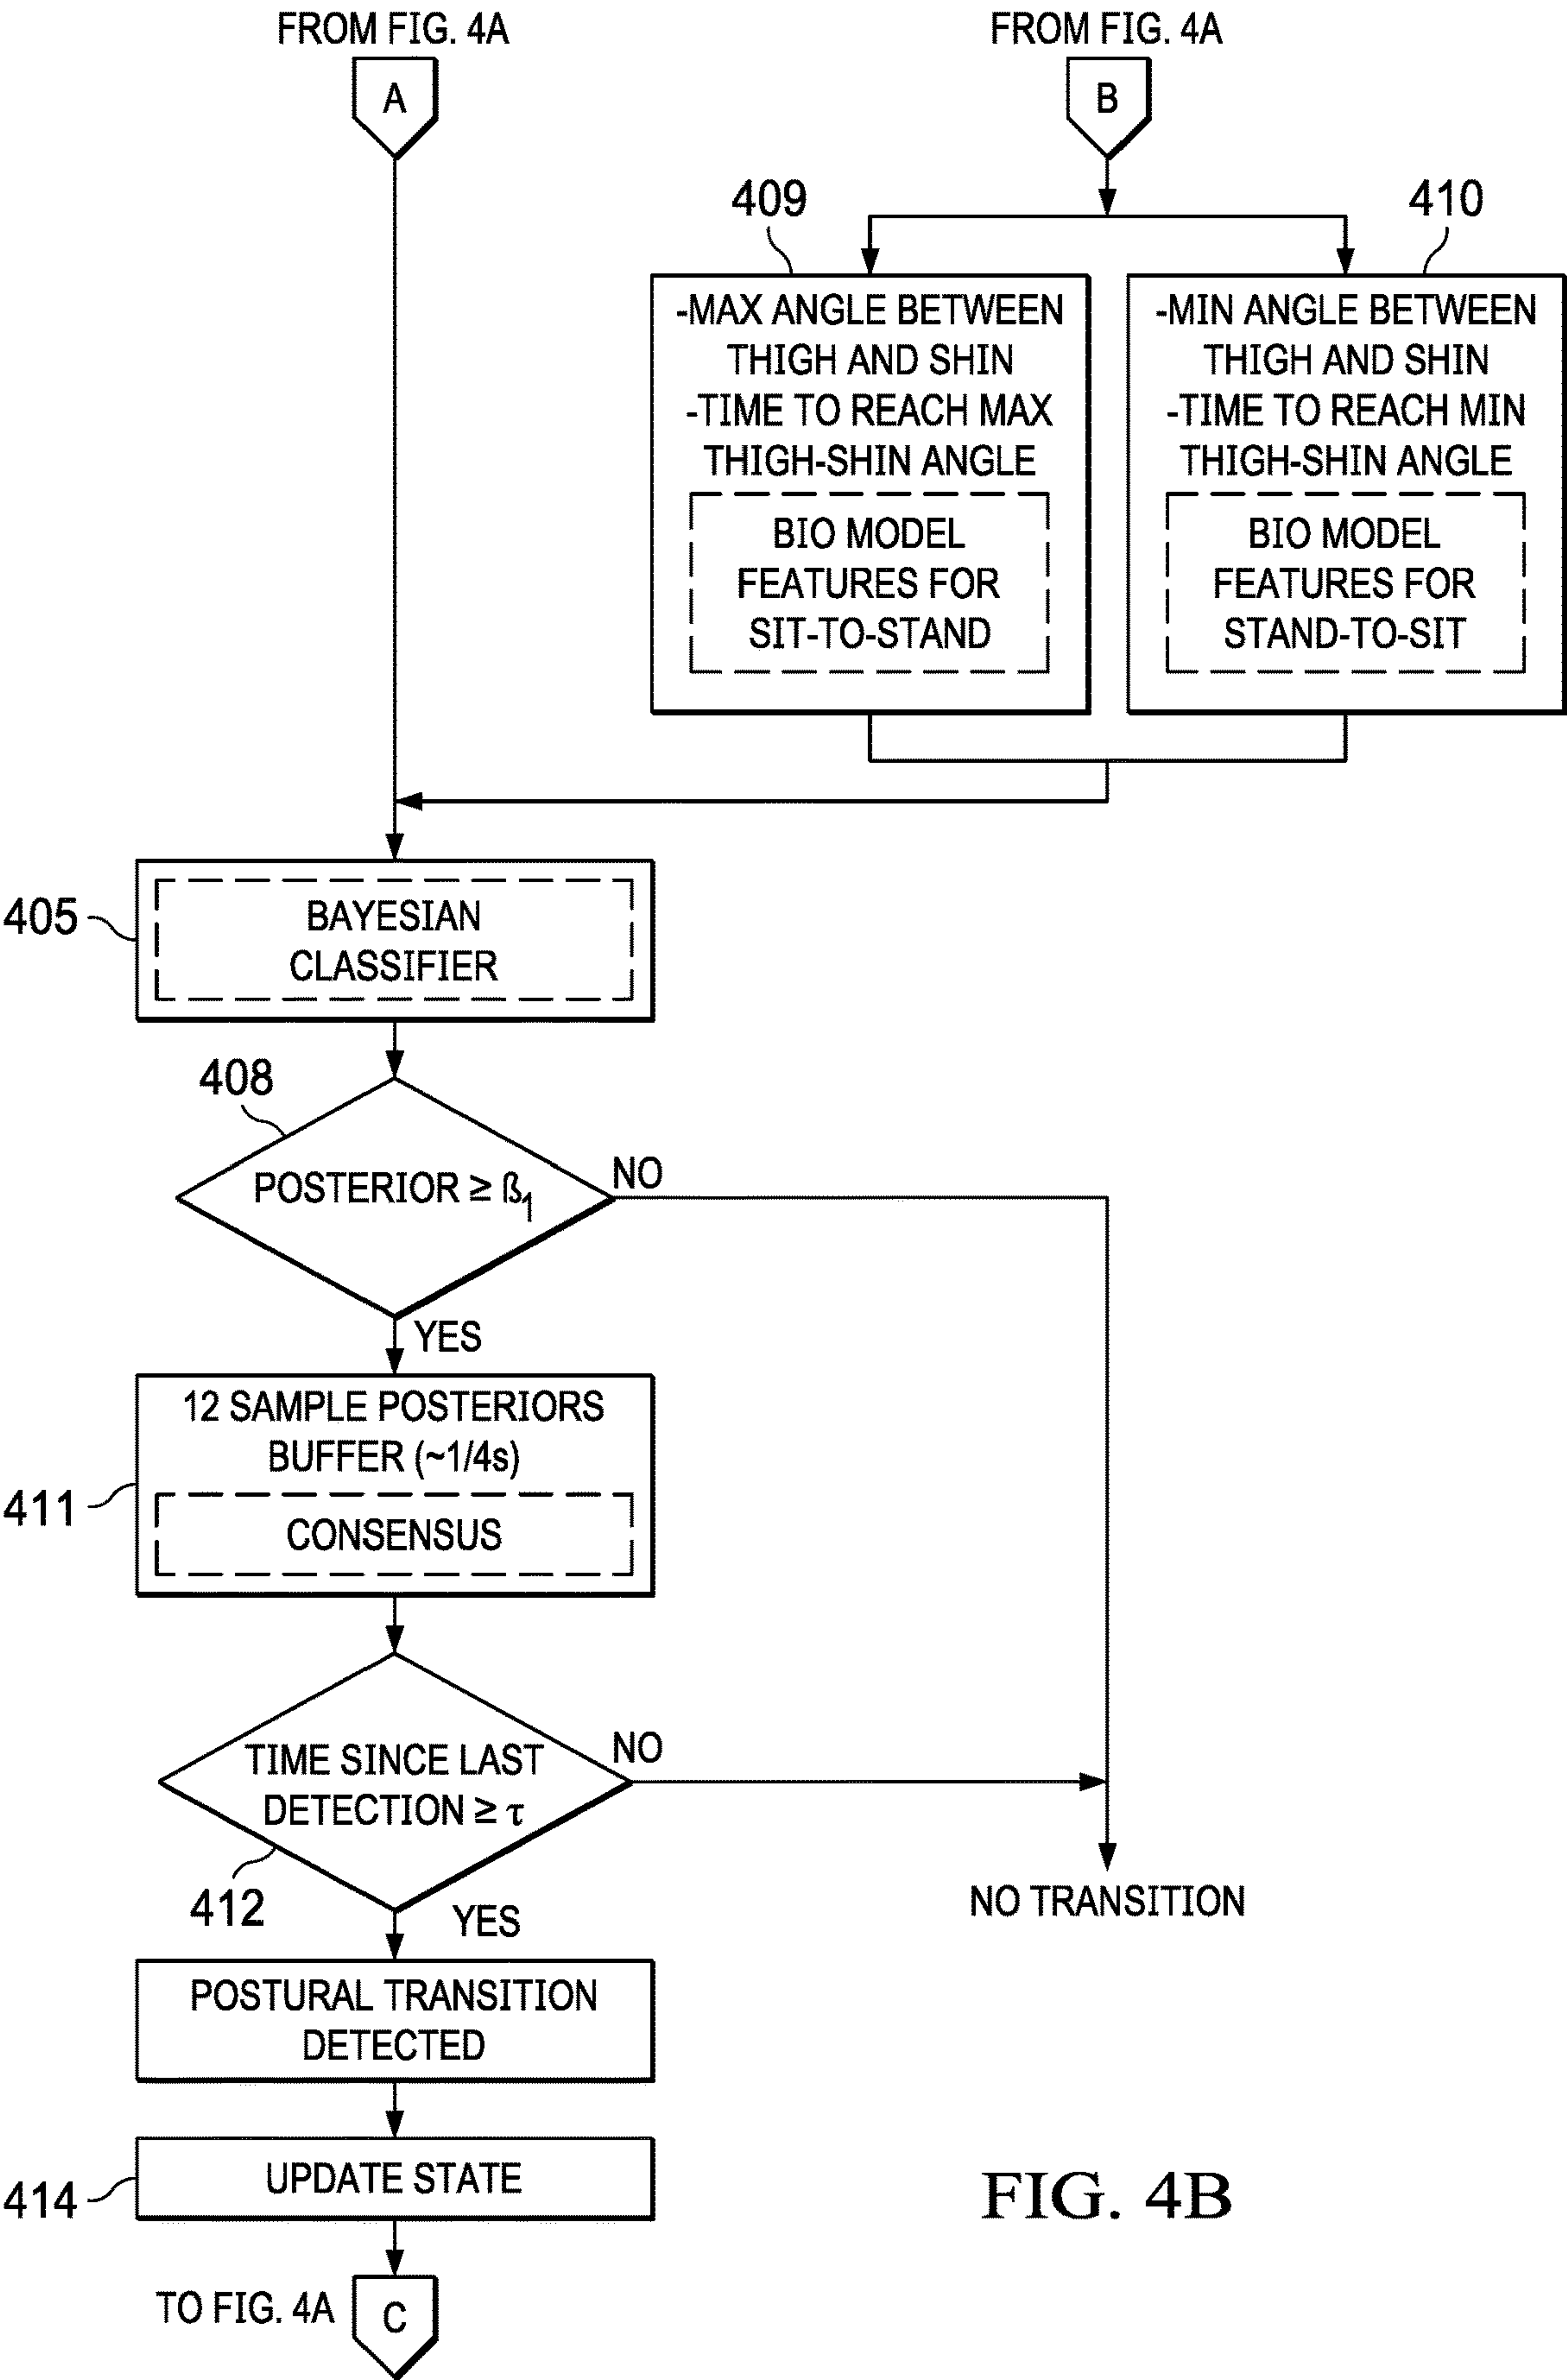 FROM FIG. 4A
FROM FIG. 4A
A
B
409
410
-MAX ANGLE BETWEEN
THIGH AND SHIN
-TIME TO REACH MAX
THIGH-SHIN ANGLE
BIO MODEL
FEATURES FOR
SIT-TO-STAND
-MIN ANGLE BETWEEN
THIGH AND SHIN
-TIME TO REACH MIN
THIGH-SHIN ANGLE
BIO MODEL
FEATURES FOR
STAND-TO-SIT
405
BAYESIAN
CLASSIFIER
408
POSTERIOR ≥ ß1
NO
YES
12 SAMPLE POSTERIORS
BUFFER (~1/4s)
411
CONSENSUS
TIME SINCE LAST
DETECTION ≥ τ
NO
412
YES
NO TRANSITION
POSTURAL TRANSITION
DETECTED
414
UPDATE STATE
FIG. 4B
TO FIG. 4A
C